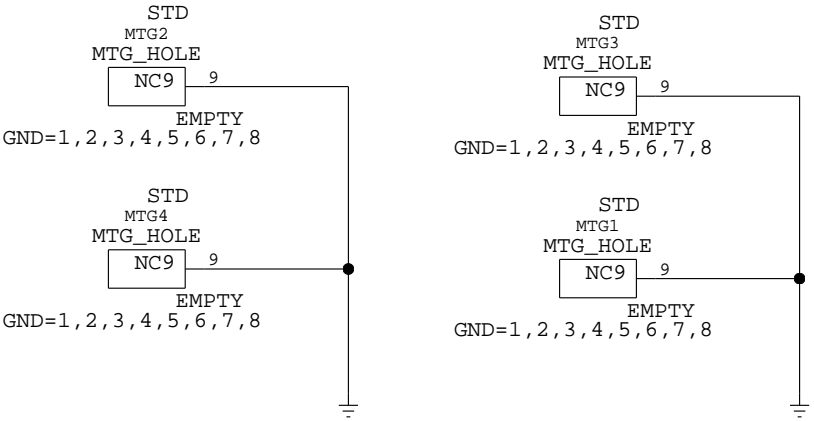 STD
MTG2
MTG_HOLE
NC9 9
EMPTY
GND=1,2,3,4,5,6,7,8
STD
MTG4
MTG_HOLE
NC9 9
EMPTY
GND=1,2,3,4,5,6,7,8
STD
MTG3
MTG_HOLE
NC9 9
EMPTY
GND=1,2,3,4,5,6,7,8
STD
MTG1
MTG_HOLE
NC9 9
EMPTY
GND=1,2,3,4,5,6,7,8